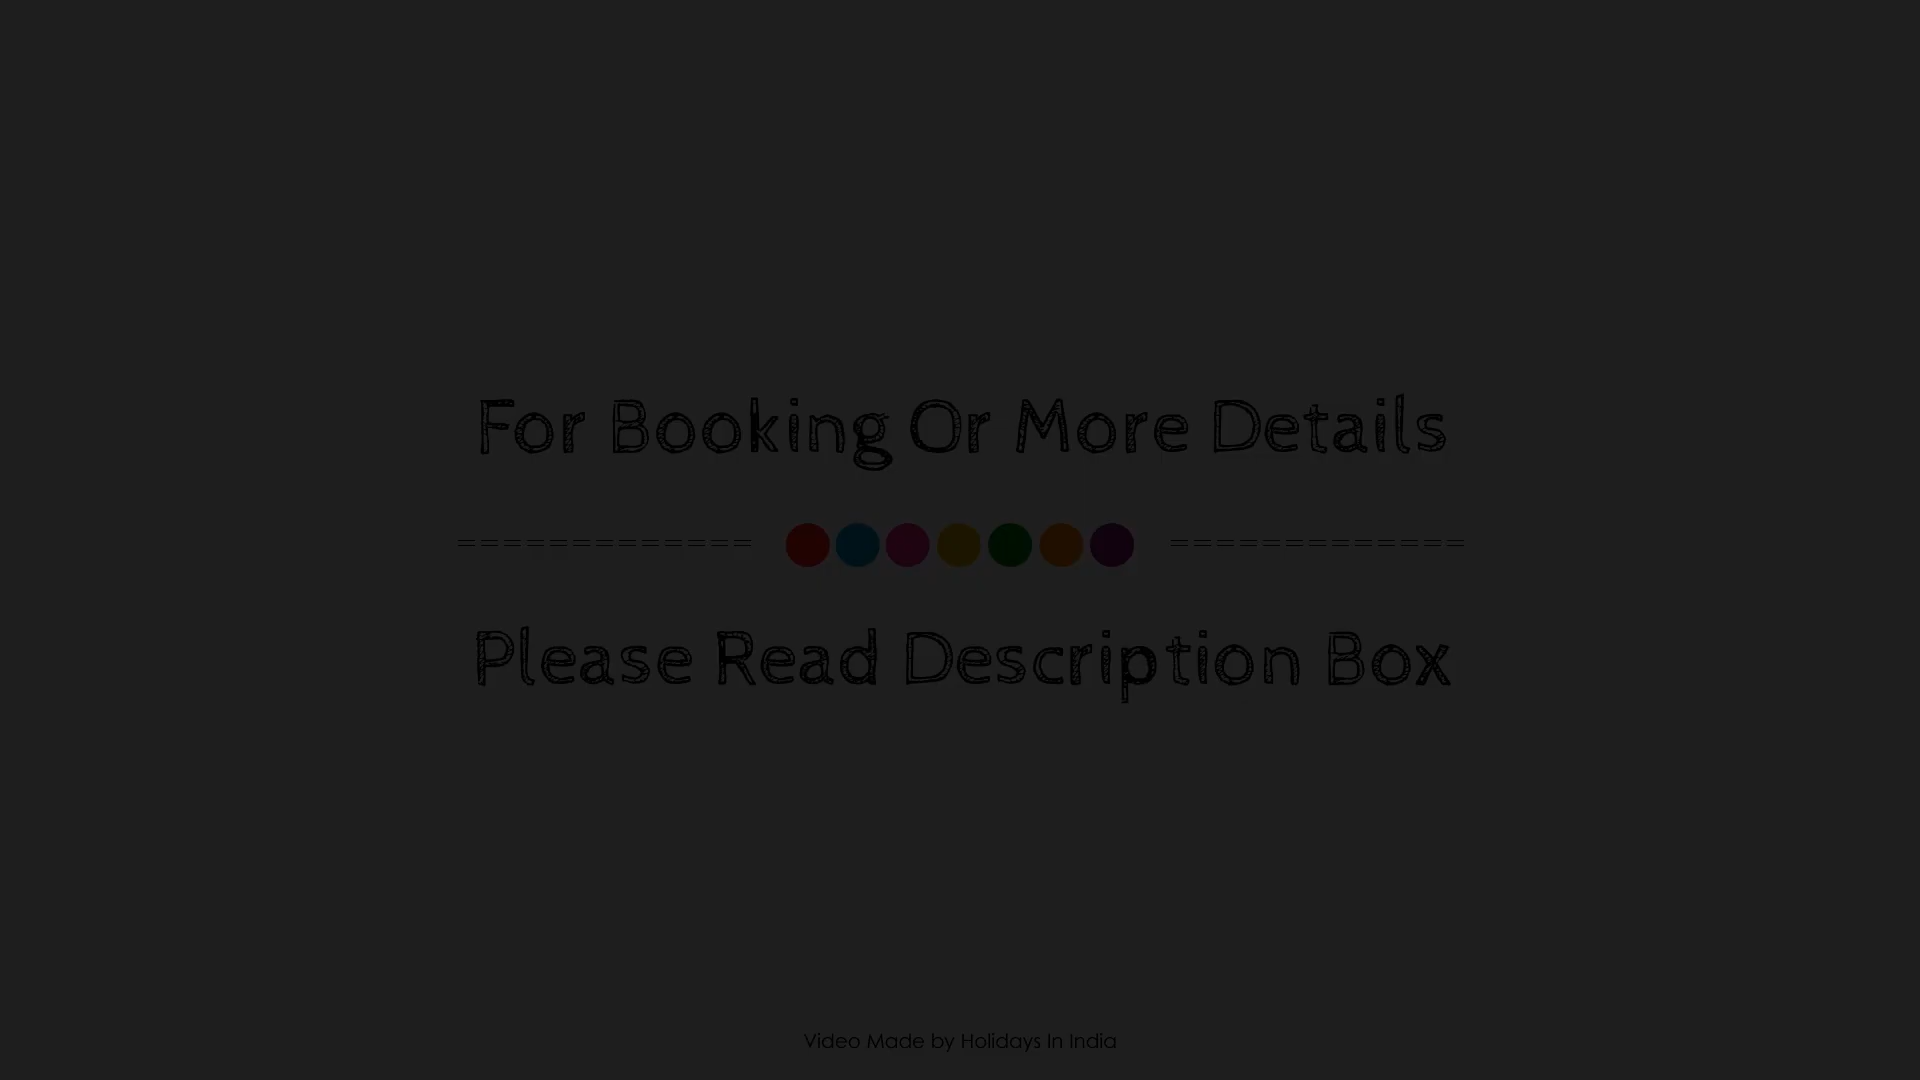 For Booking Or More Details
============= =============
Please Read Description Box
Video Made by Holidays In India